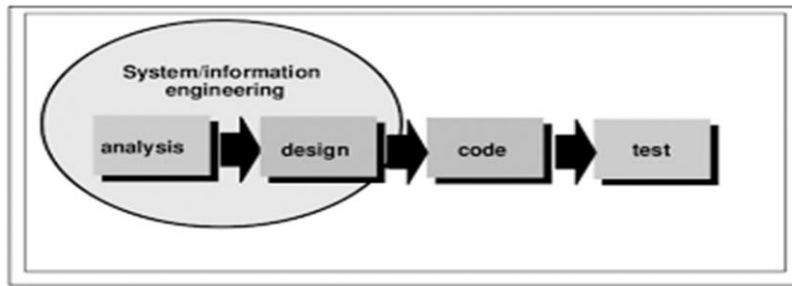 System/information
engineering
analysis
design
code
test